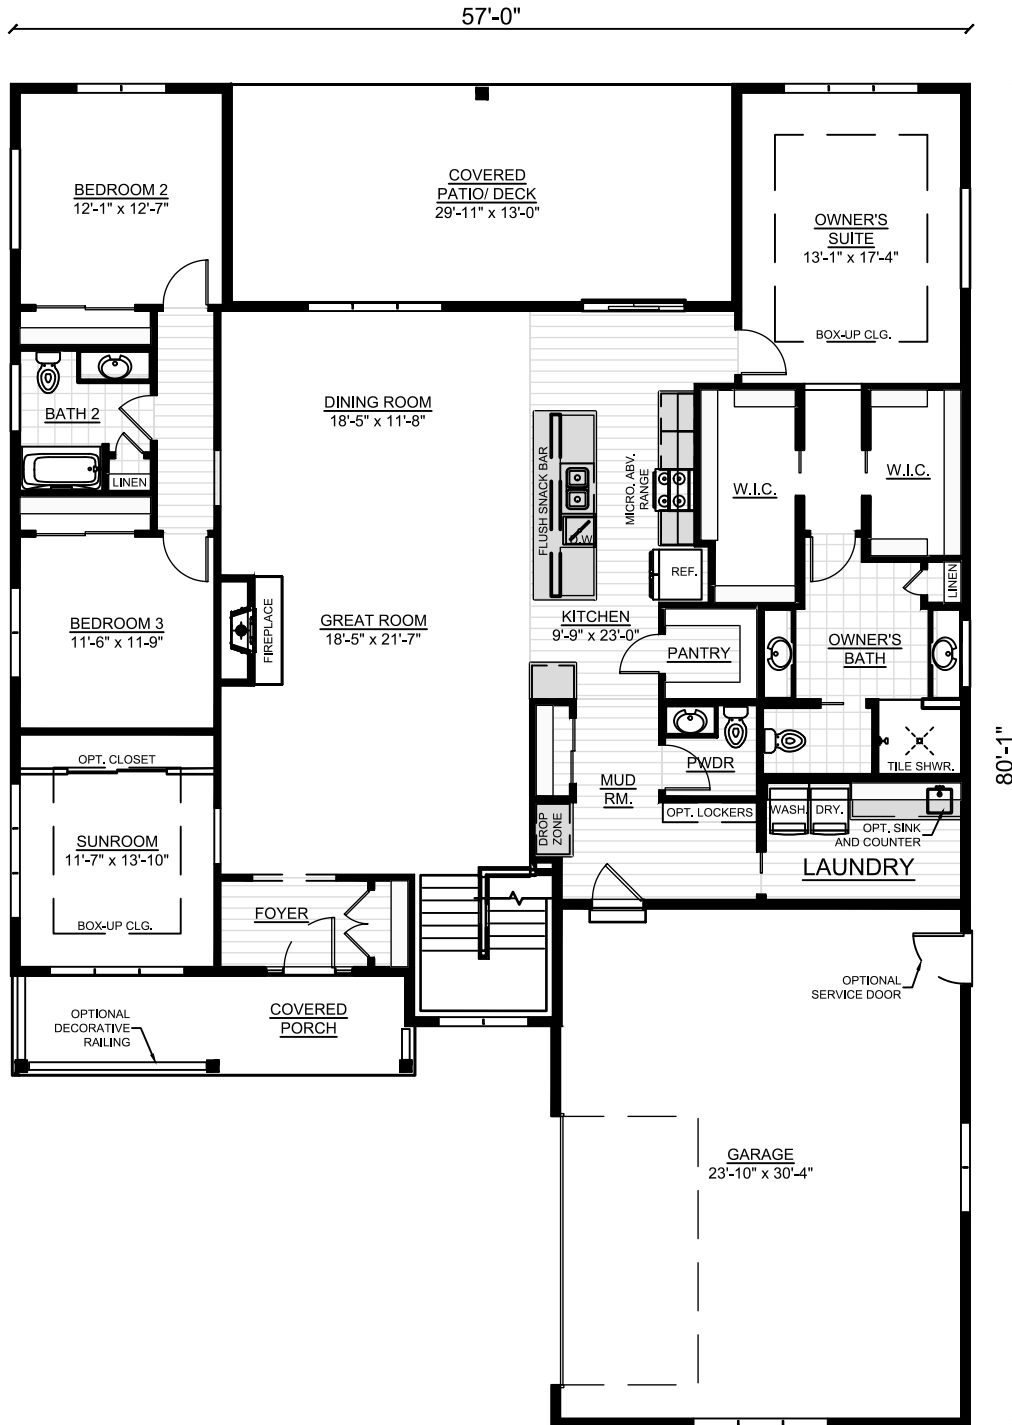 57'-0"
BEDROOM 2
12'-1" x 12'-7"
COVERED
PATIO/ DECK
29'-11" x 13'-0"
OWNER'S
SUITE
13'-1" x 17'-4"
BOX-UP CLG.
BATH 2
LINEN
DINING ROOM
18'-5" x 11'-8"
FLUSH SNACK BAR
D.W.
MICRO. ABV.
RANGE
REF.
W.I.C.
W.I.C.
LINEN
BEDROOM 3
11'-6" x 11'-9"
FIREPLACE
GREAT ROOM
18'-5" x 21'-7"
KITCHEN
9'-9" x 23'-0"
PANTRY
OWNER'S
BATH
80'-1"
OPT. CLOSET
SUNROOM
11'-7" x 13'-10"
BOX-UP CLG.
MUD
RM.
PWDR
TILE SHWR.
DROP
ZONE
OPT. LOCKERS
WASH.
DRY.
OPT. SINK
AND COUNTER
LAUNDRY
FOYER
OPTIONAL
DECORATIVE
RAILING
COVERED
PORCH
OPTIONAL
SERVICE DOOR
GARAGE
23'-10" x 30'-4"